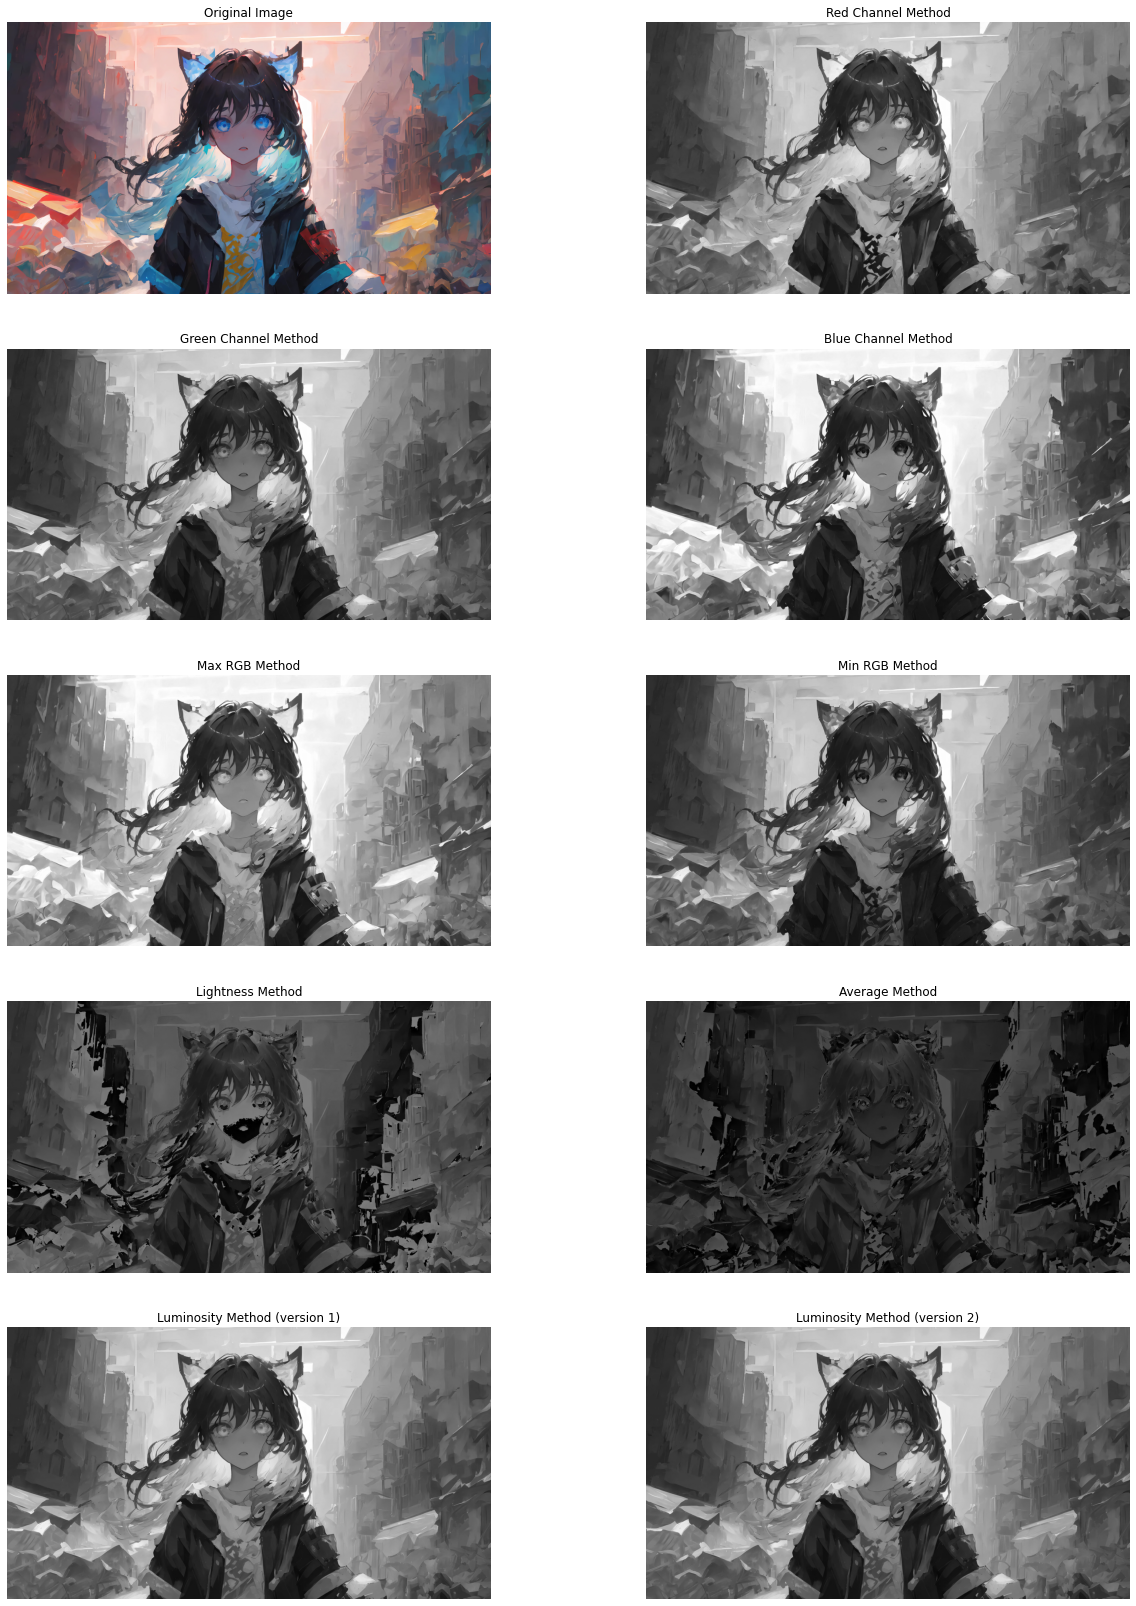 Original Image
Red Channel Method
Green Channel Method
Blue Channel Method
Max RGB Method
Min RGB Method
Lightness Method
Average Method
Luminosity Method (version 1)
Luminosity Method (version 2)